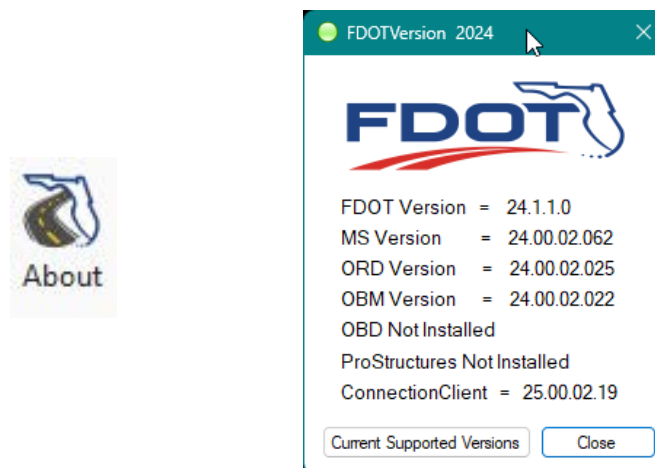 About
FDOTVersion 2024
FDOT
FDOT Version = 24.1.1.0
MS Version = 24.00.02.062
ORD Version = 24.00.02.025
OBM Version = 24.00.02.022
OBD Not Installed
ProStructures Not Installed
ConnectionClient = 25.00.02.19
Current Supported Versions
Close